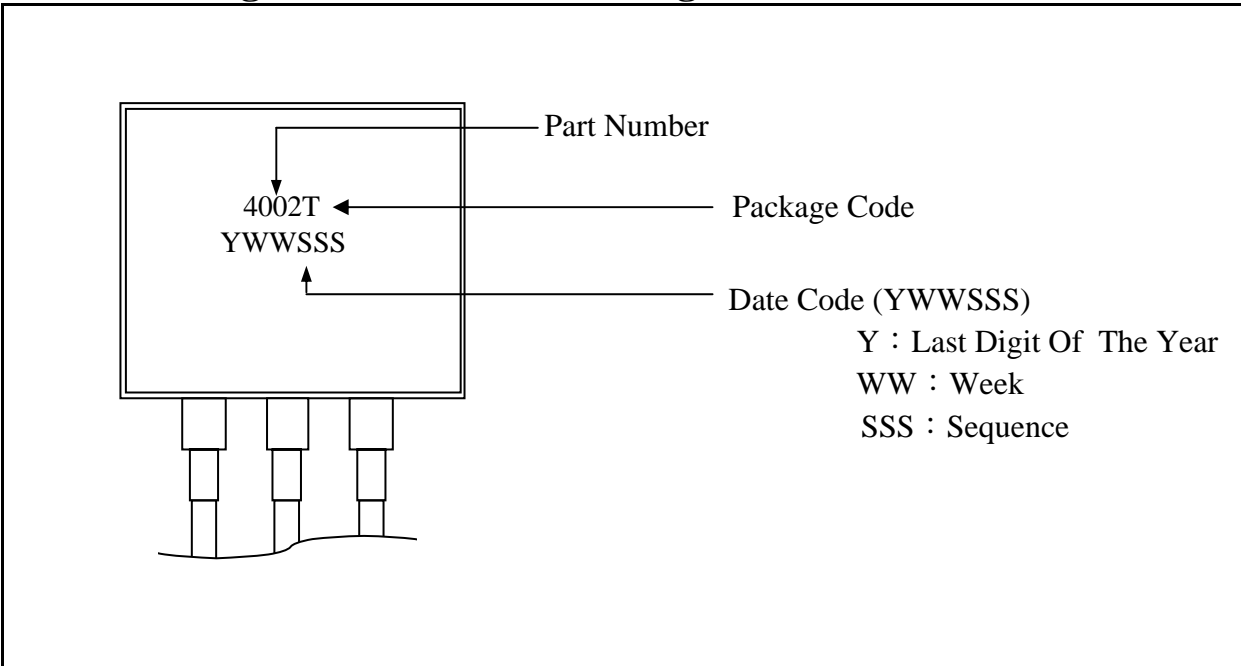 Part Number
4002T
Package Code
YWWSSS
Date Code (YWWSSS)
Y：Last Digit Of The Year
WW：Week
SSS：Sequence